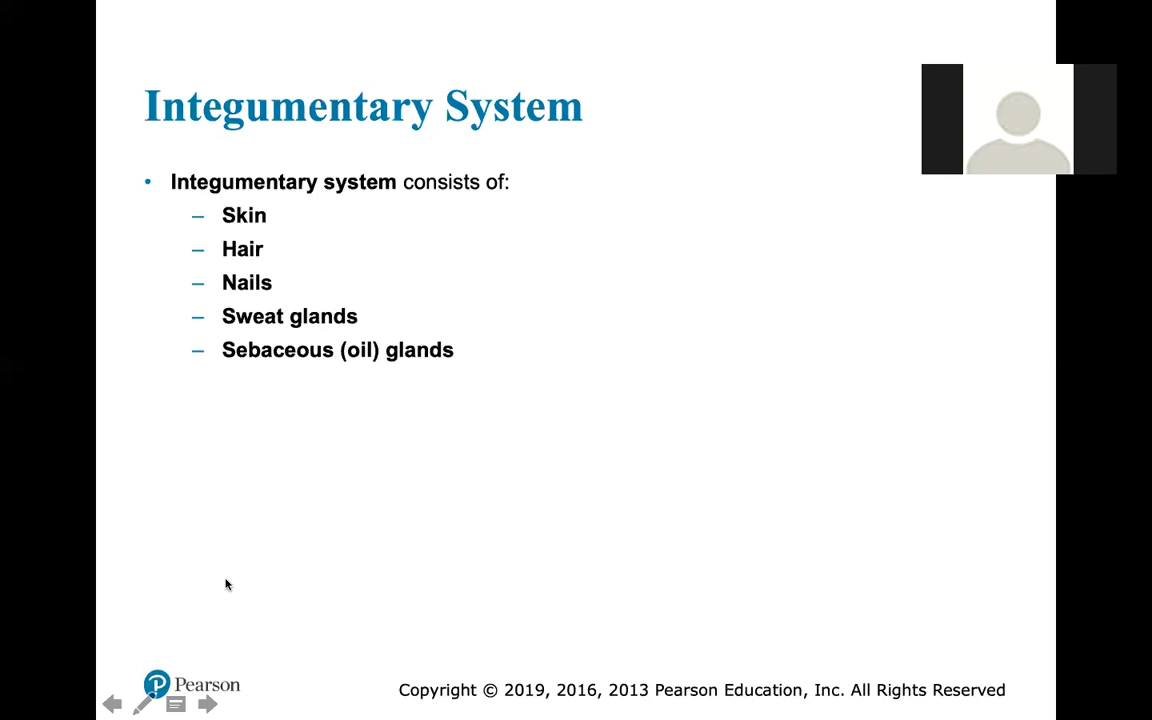 Integumentary System
• Integumentary system consists of:
– Skin
– Hair
– Nails
– Sweat glands
– Sebaceous (oil) glands
Pearson
Copyright © 2019, 2016, 2013 Pearson Education, Inc. All Rights Reserved